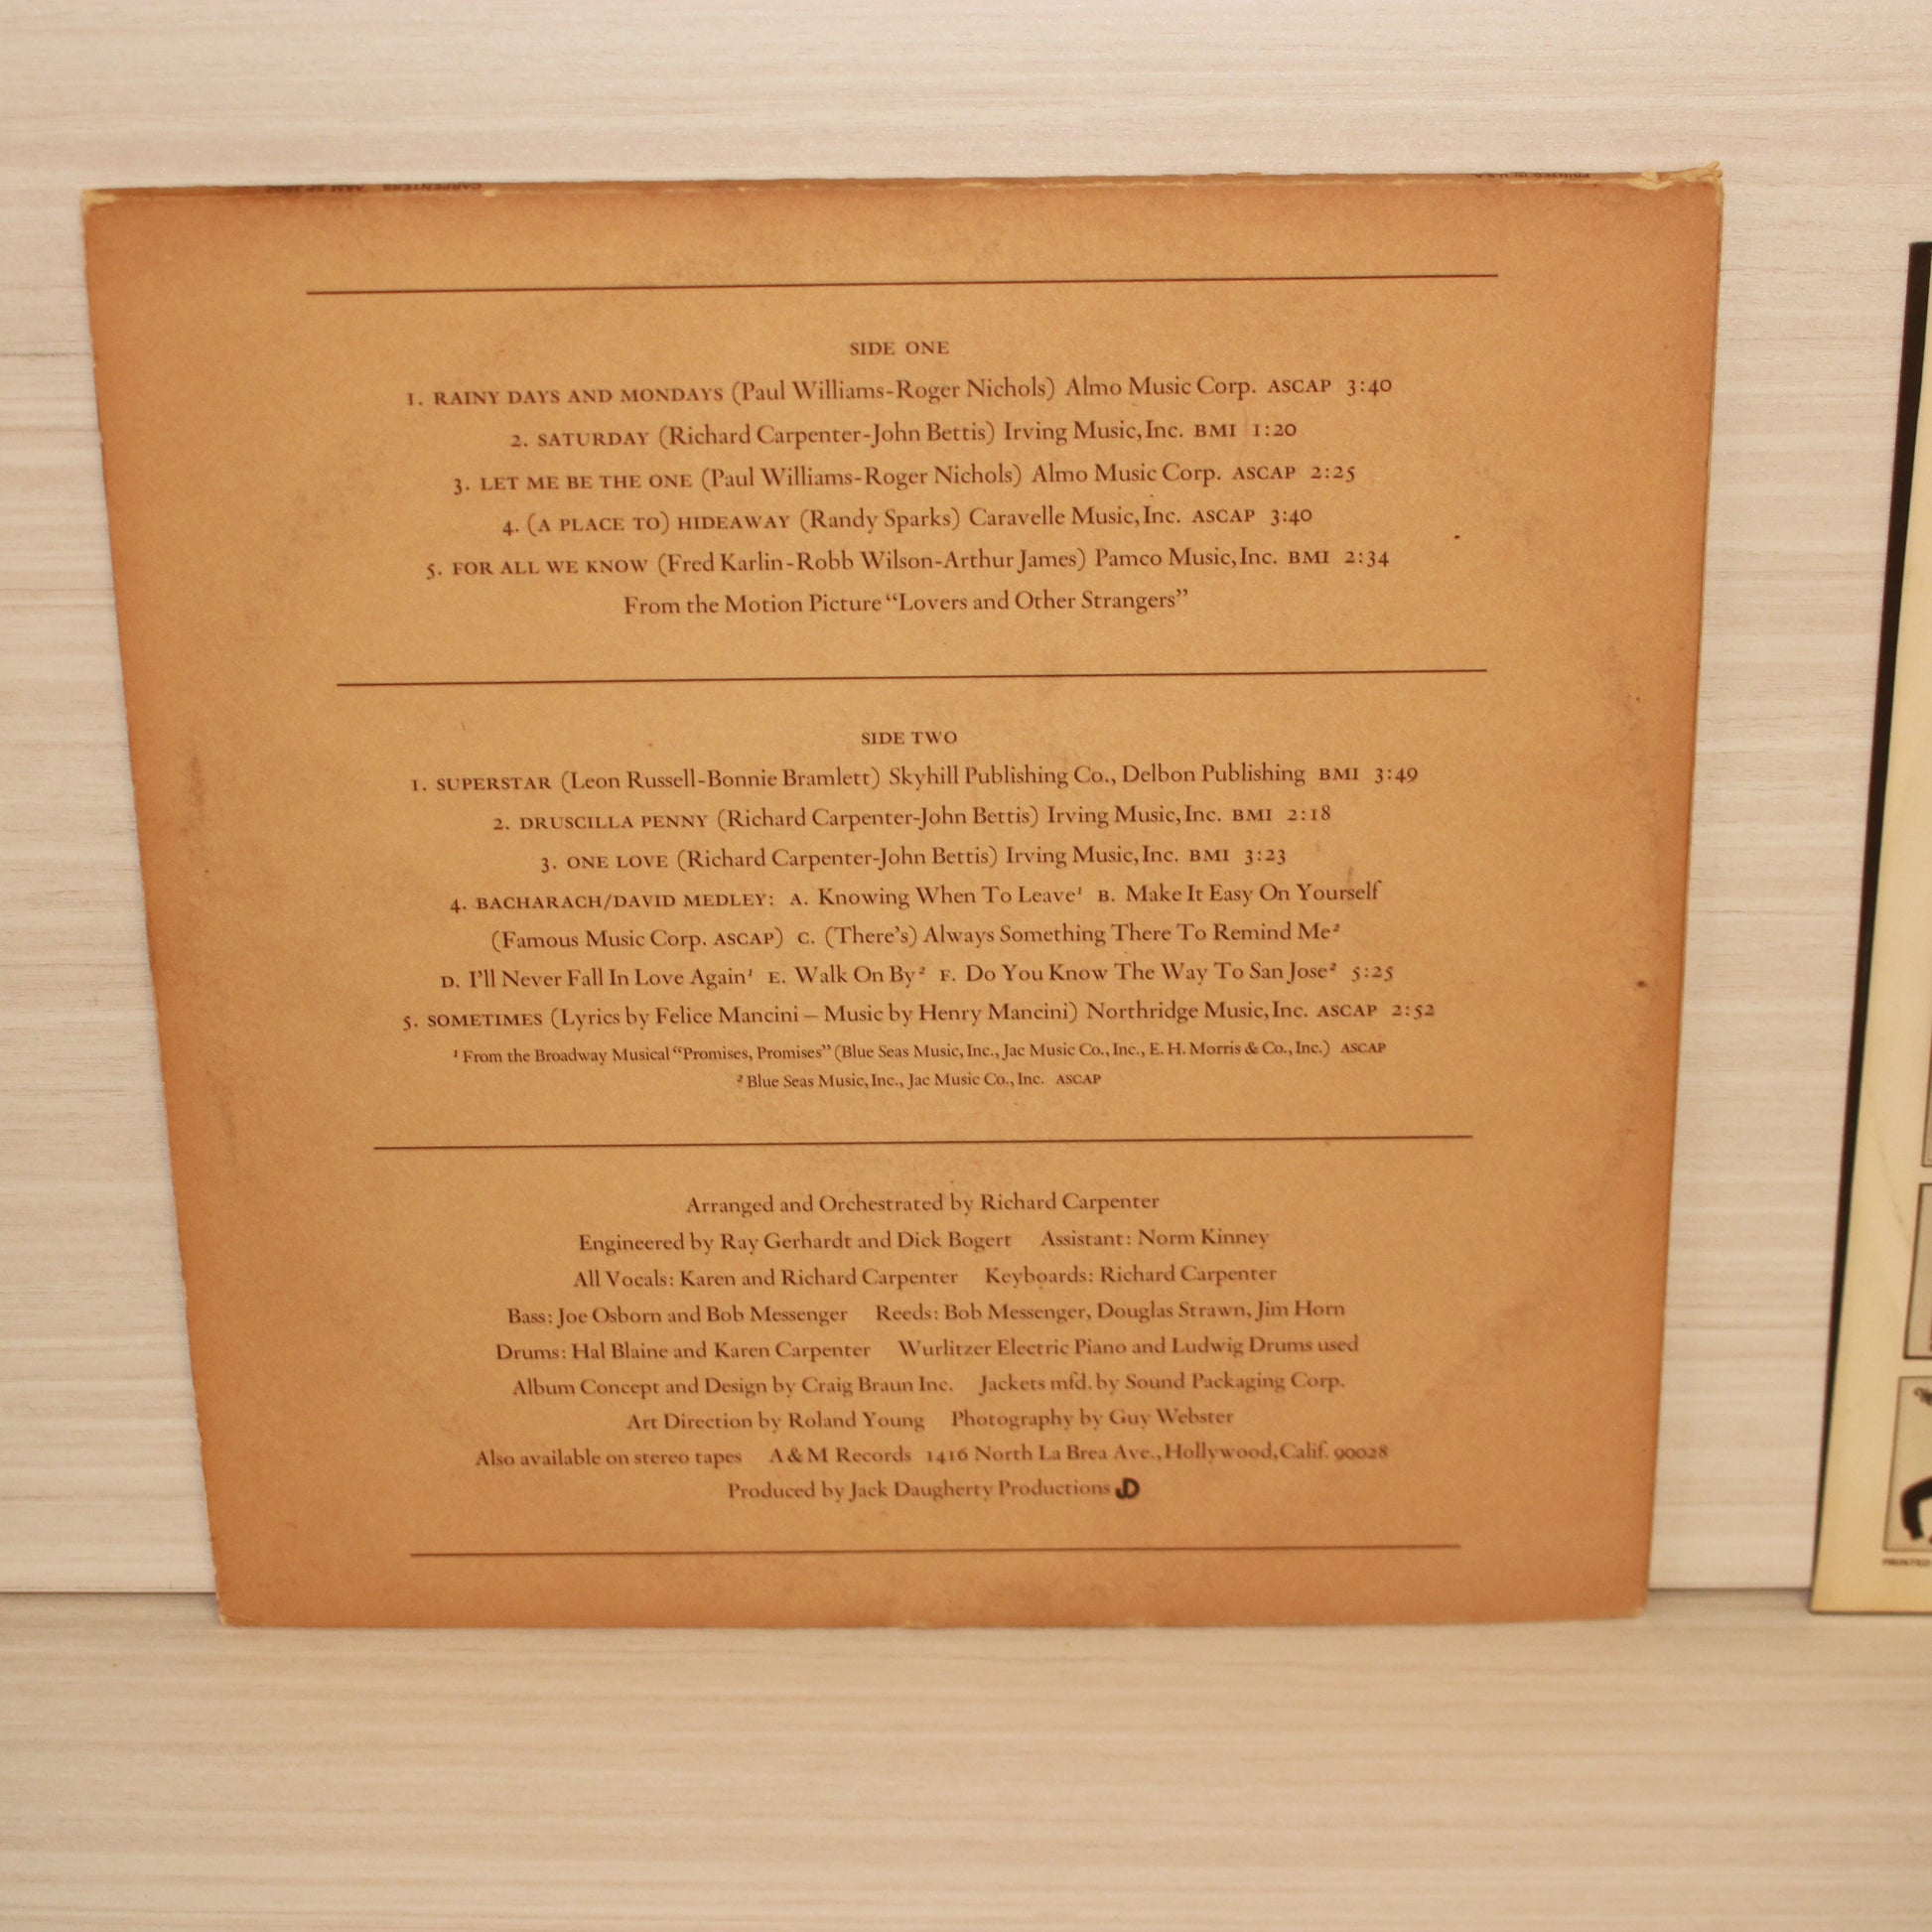 SIDE ONE
1. RAINY DAYS AND MONDAYS (Paul Williams-Roger Nichols) Almo Music Corp. ASCAP 3:40
2. SATURDAY (Richard Carpenter-John Bettis) Irving Music, Inc. BMI 1:20
3. LET ME BE THE ONE (Paul Williams-Roger Nichols) Almo Music Corp. ASCAP 2:25
4. (A PLACE TO) HIDEAWAY (Randy Sparks) Caravelle Music, Inc. ASCAP 3:40
5. FOR ALL WE KNOW (Fred Karlin-Robb Wilson-Arthur James) Pamco Music, Inc. BMI 2:34
From the Motion Picture “Lovers and Other Strangers”
SIDE TWO
1. SUPERSTAR (Leon Russell-Bonnie Bramlett) Skyhill Publishing Co., Delbon Publishing BMI 3:49
2. DRUSCILLA PENNY (Richard Carpenter-John Bettis) Irving Music, Inc. BMI 2:18
3. ONE LOVE (Richard Carpenter-John Bettis) Irving Music, Inc. BMI 3:23
4. BACHARACH/DAVID MEDLEY: A. Knowing When To Leave¹ B. Make It Easy On Yourself
(Famous Music Corp. ASCAP) C. (There’s) Always Something There To Remind Me²
D. I’ll Never Fall In Love Again¹ E. Walk On By² F. Do You Know The Way To San Jose² 5:25
5. SOMETIMES (Lyrics by Felice Mancini – Music by Henry Mancini) Northridge Music, Inc. ASCAP 2:52
¹ From the Broadway Musical “Promises, Promises” (Blue Seas Music, Inc., Jac Music Co., Inc., E. H. Morris & Co., Inc.) ASCAP
² Blue Seas Music, Inc., Jac Music Co., Inc. ASCAP
Arranged and Orchestrated by Richard Carpenter
Engineered by Ray Gerhardt and Dick Bogert Assistant: Norm Kinney
All Vocals: Karen and Richard Carpenter Keyboards: Richard Carpenter
Bass: Joe Osborn and Bob Messenger Reeds: Bob Messenger, Douglas Strawn, Jim Horn
Drums: Hal Blaine and Karen Carpenter Wurlitzer Electric Piano and Ludwig Drums used
Album Concept and Design by Craig Braun Inc. Jackets mfd. by Sound Packaging Corp.
Art Direction by Roland Young Photography by Guy Webster
Also available on stereo tapes A & M Records 1416 North La Brea Ave., Hollywood, Calif. 90028
Produced by Jack Daugherty Productions JD
PRINTED